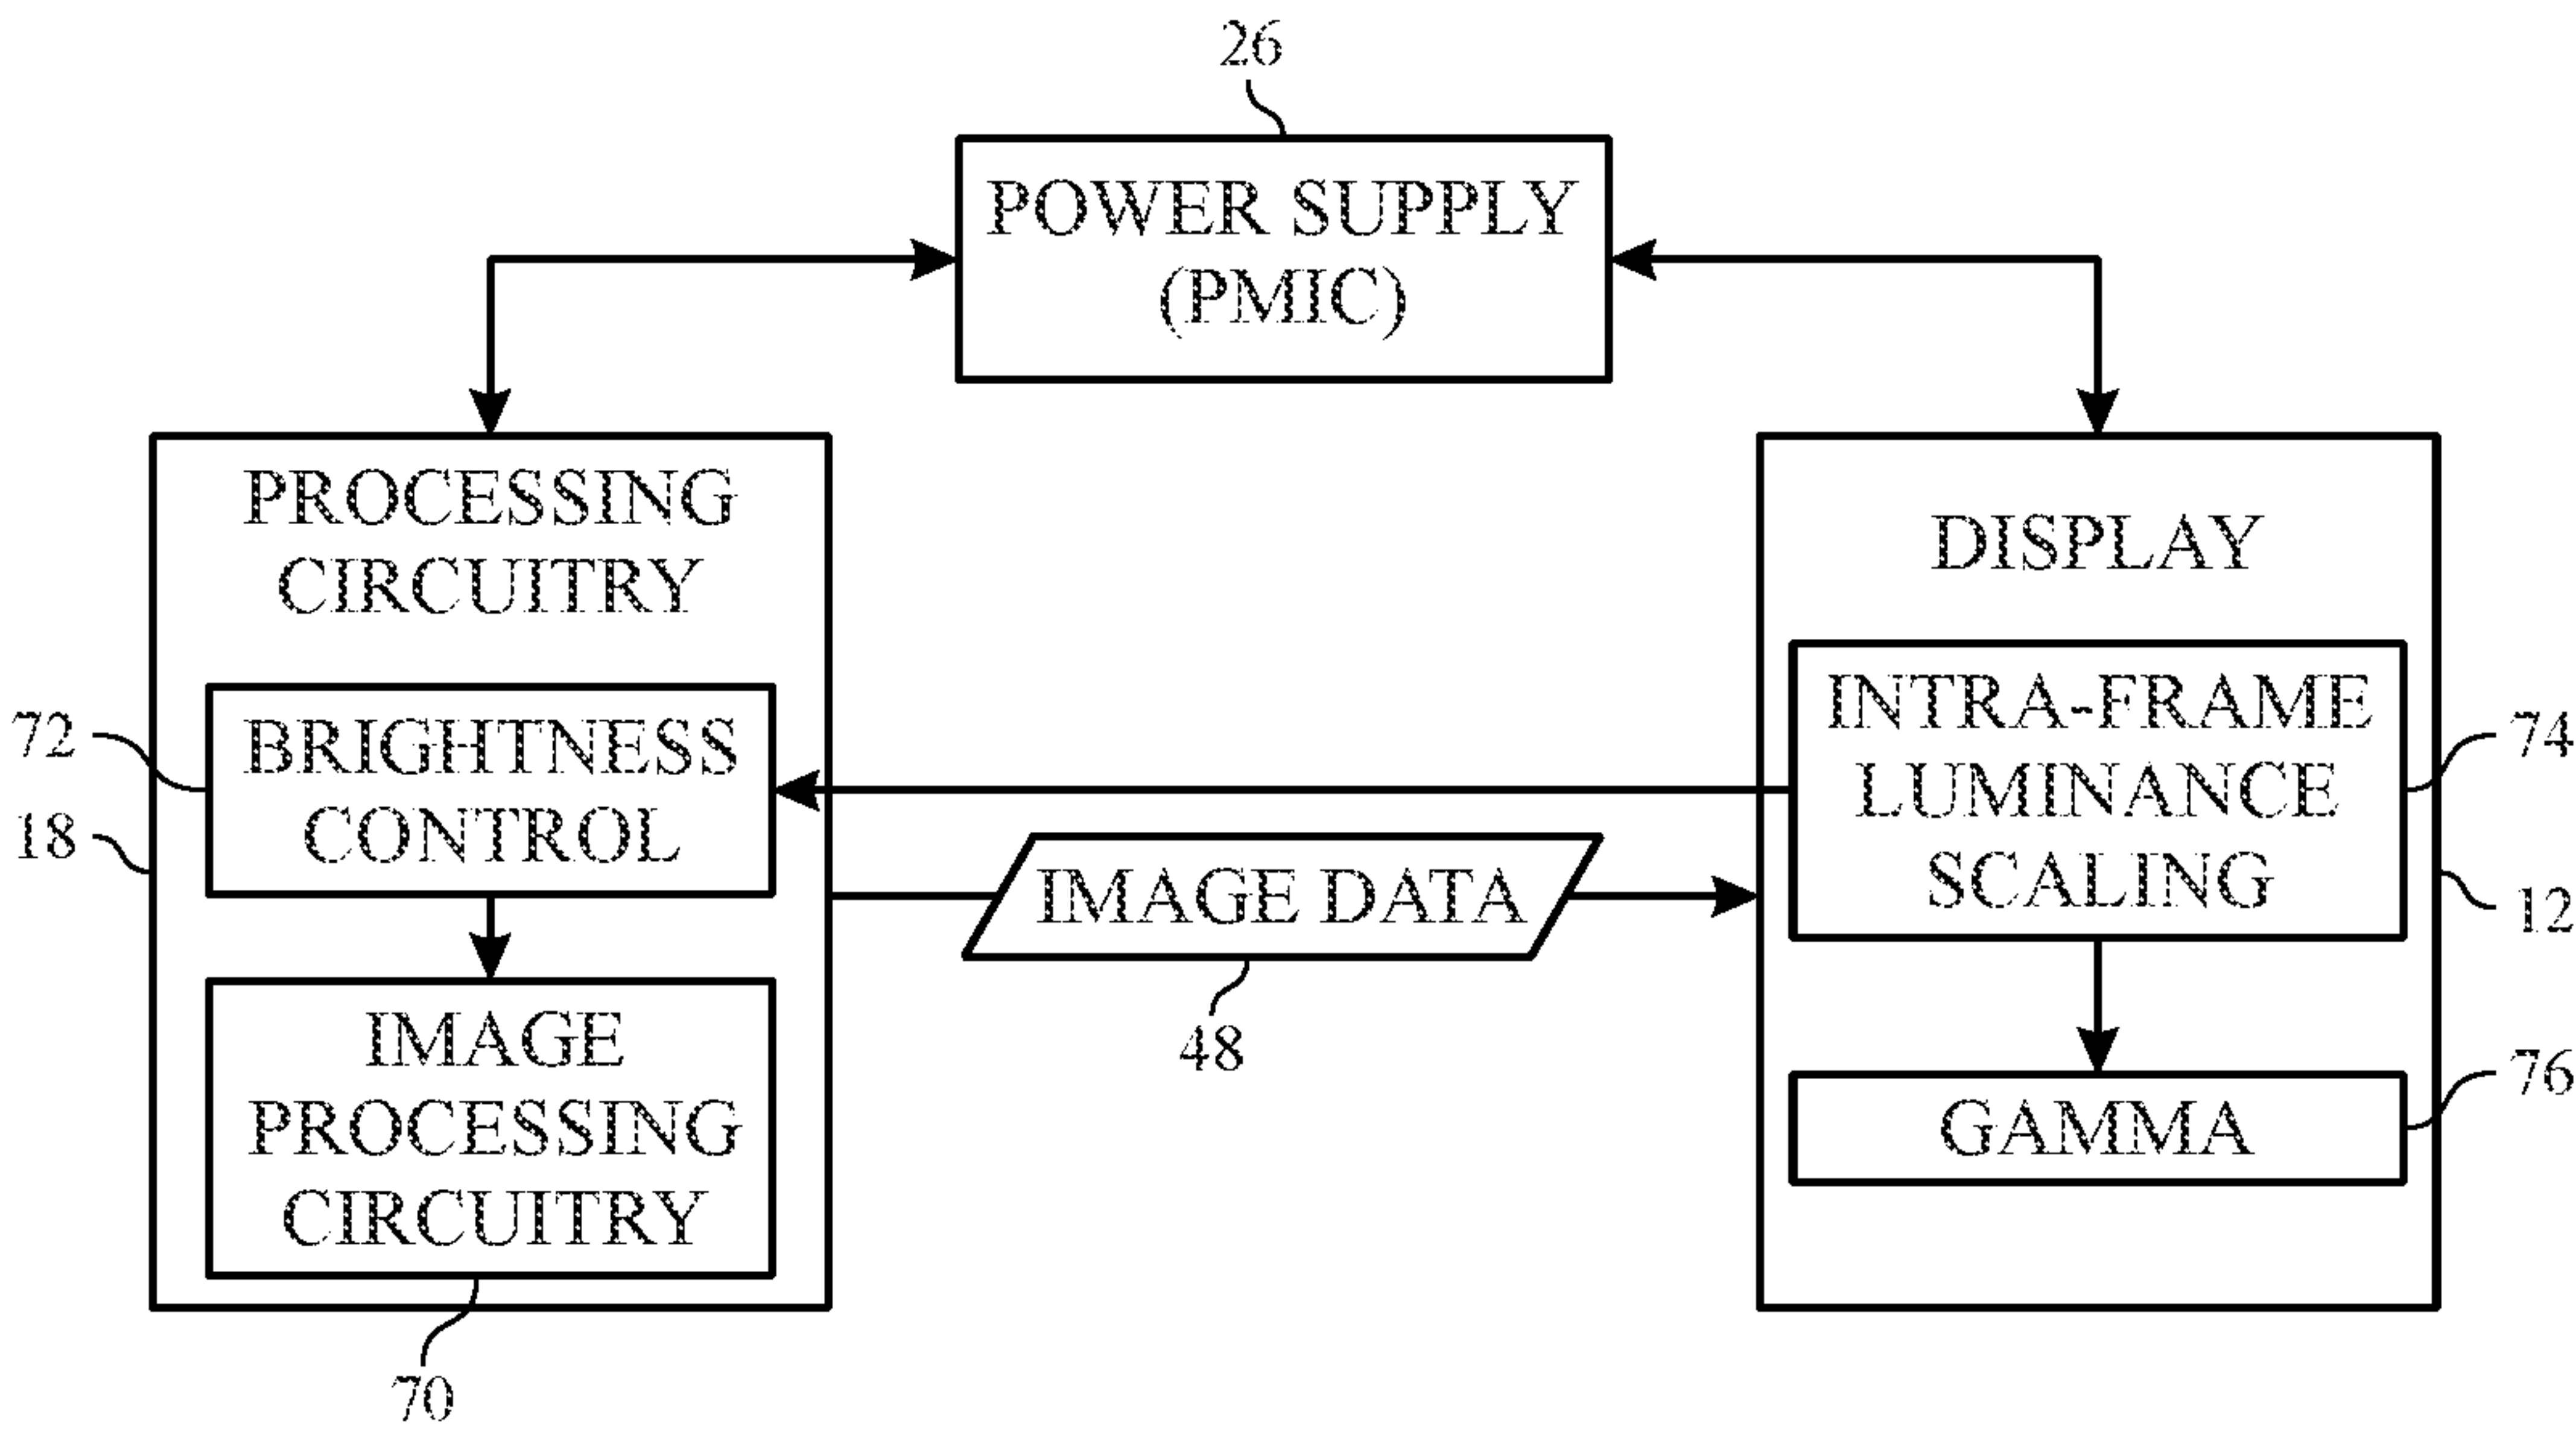 26
POWER SUPPLY
(PMIC)
PROCESSING
CIRCUITRY
DISPLAY
72
BRIGHTNESS
CONTROL
18
INTRA-FRAME
LUMINANCE
SCALING
74
IMAGE DATA
12
48
IMAGE
PROCESSING
CIRCUITRY
GAMMA
76
70